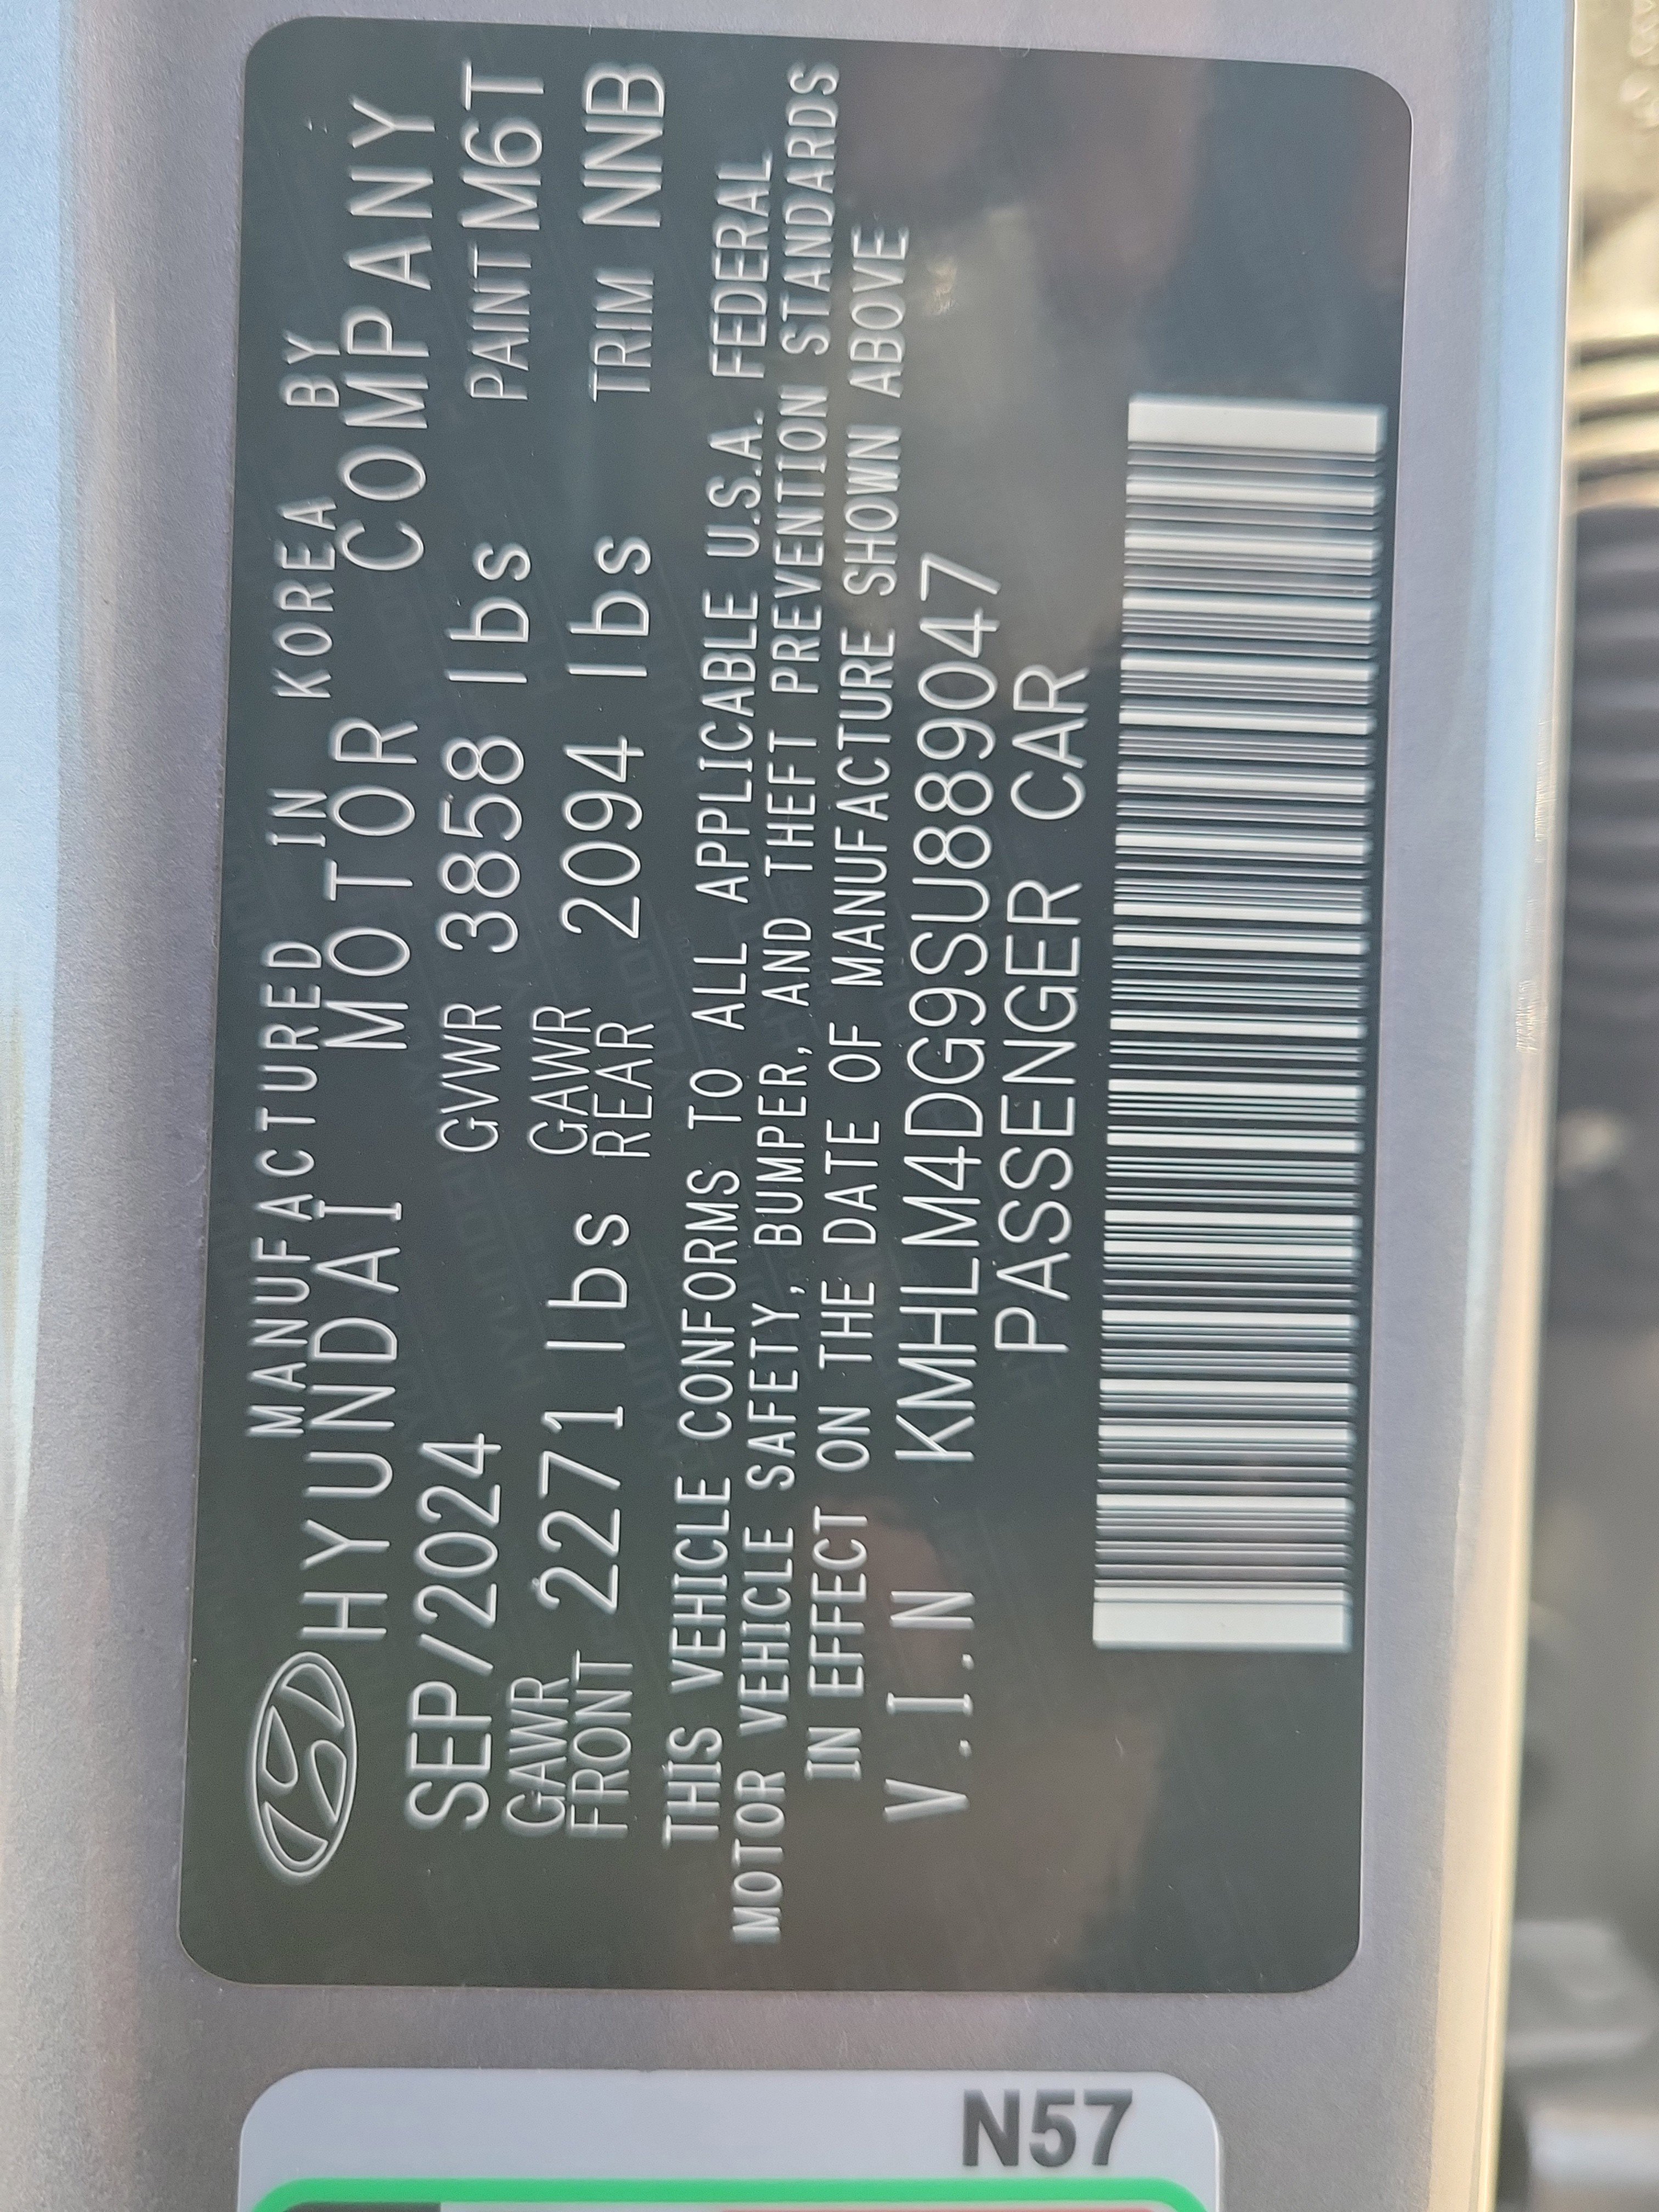 MANUFACTURED IN KOREA BY
HYUNDAI MOTOR COMPANY
SEP/2024 GVWR 3858 lbs PAINT M6T
GAWR FRONT 2271 lbs GAWR REAR 2094 lbs TRIM NNB
THIS VEHICLE CONFORMS TO ALL APPLICABLE U.S.A. FEDERAL
MOTOR VEHICLE SAFETY, BUMPER, AND THEFT PREVENTION STANDARDS
IN EFFECT ON THE DATE OF MANUFACTURE SHOWN ABOVE
V.I.N KMHLM4DG9SU889047
PASSENGER CAR
N57